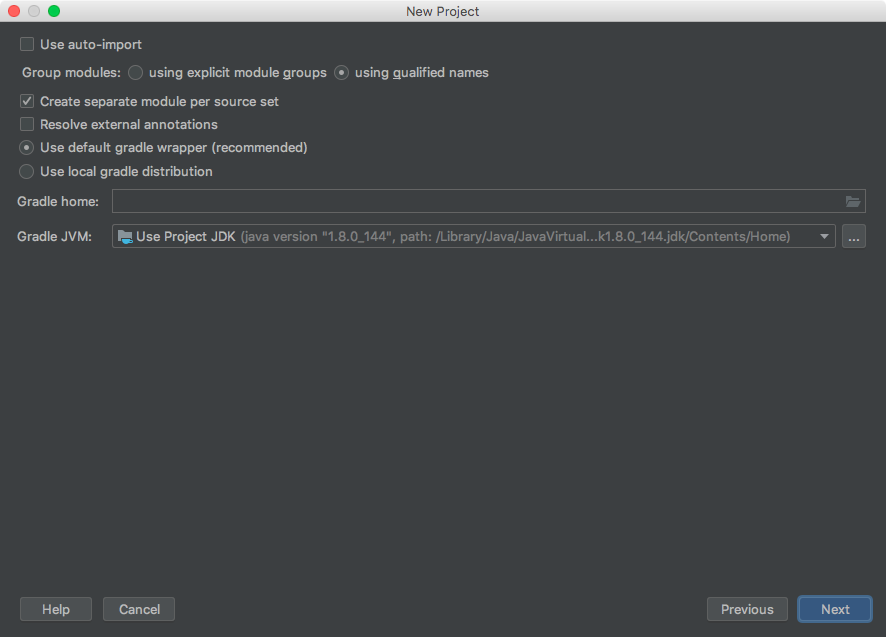 New Project
Use auto-import
Group modules: using explicit module groups using qualified names
Create separate module per source set
Resolve external annotations
Use default gradle wrapper (recommended)
Use local gradle distribution
Gradle home:
Gradle JVM: Use Project JDK (java version "1.8.0_144", path: /Library/Java/JavaVirtual...k1.8.0_144.jdk/Contents/Home) ...
Help Cancel Previous Next